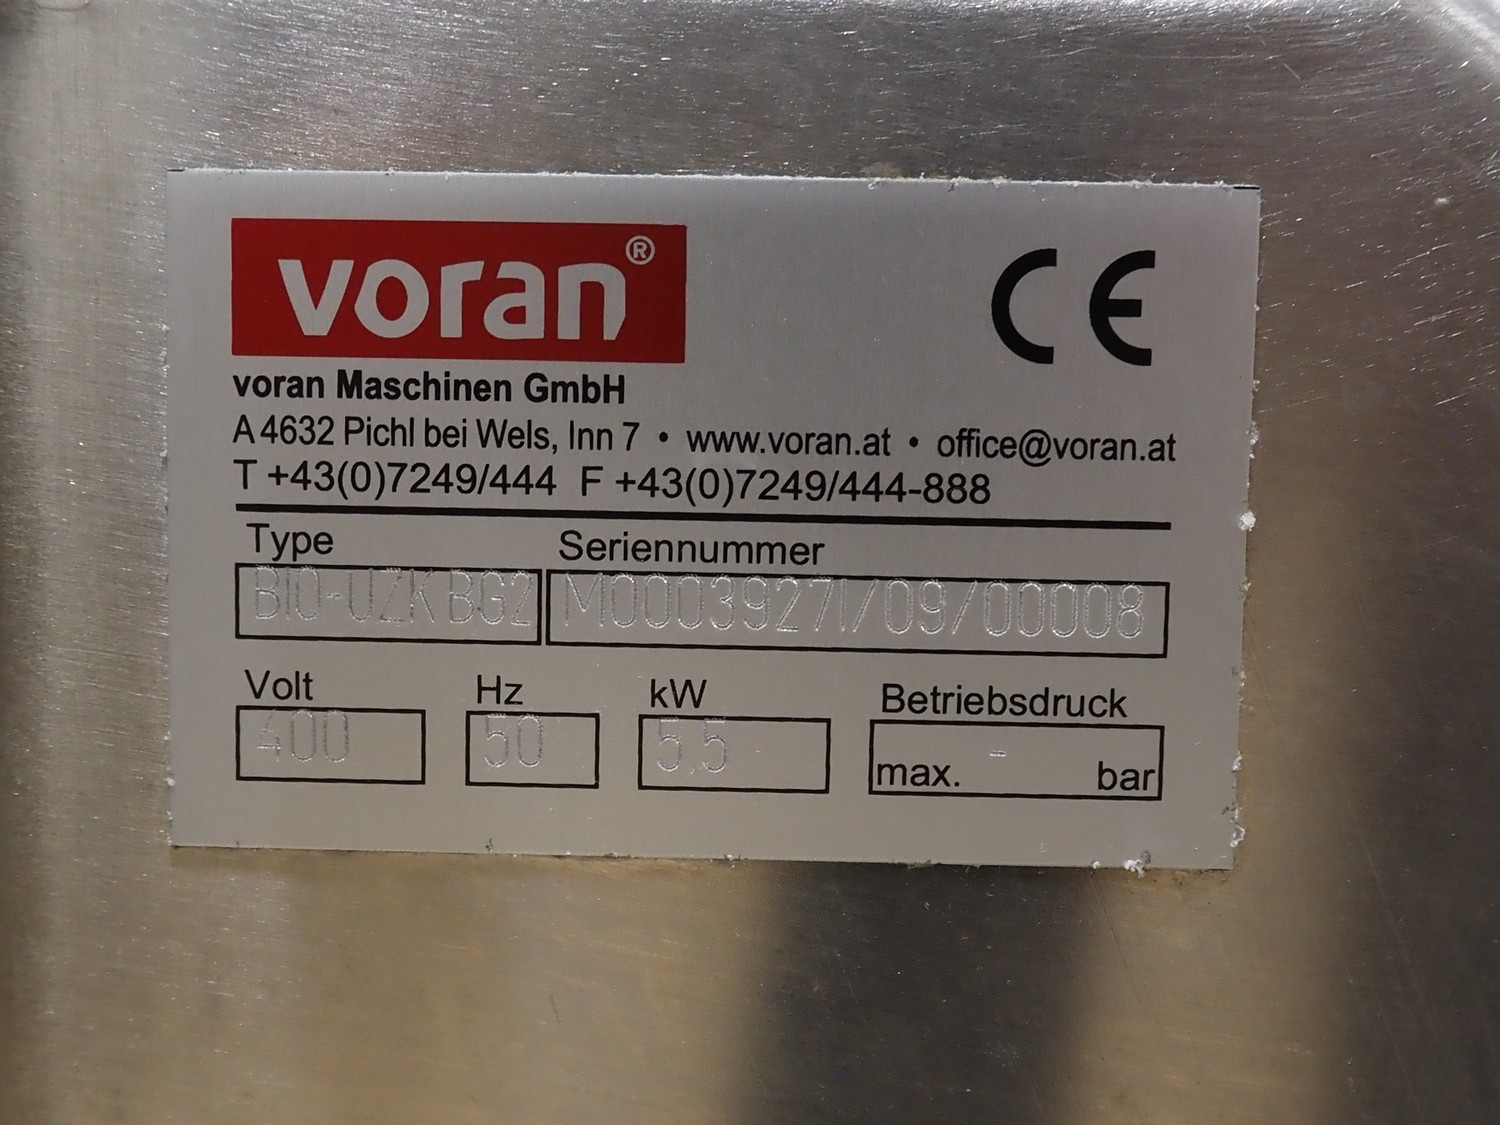 voran®
CE
voran Maschinen GmbH
A 4632 Pichl bei Wels, Inn 7 • www.voran.at • office@voran.at
T +43(0)7249/444 F +43(0)7249/444-888
Type Seriennummer
BIO-UZK BG2 M0003927I/09/00008
Volt Hz kW Betriebsdruck
400 50 5,5 -
max. bar